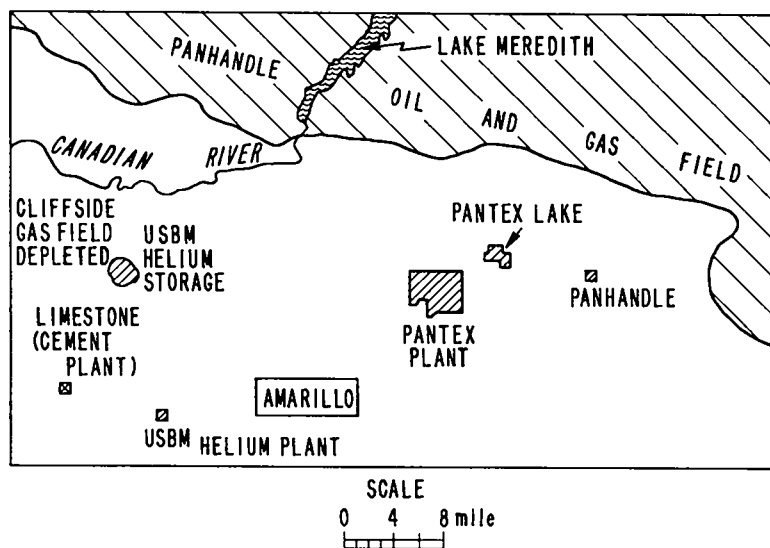 PANHANDLE
LAKE MEREDITH
OIL AND GAS FIELD
CANADIAN RIVER
CLIFFSIDE
GAS FIELD
DEPLETED
USBM
HELIUM
STORAGE
PANTEX LAKE
PANHANDLE
LIMESTONE
(CEMENT
PLANT)
PANTEX
PLANT
AMARILLO
USBM HELIUM PLANT
SCALE
0 4 8 mile